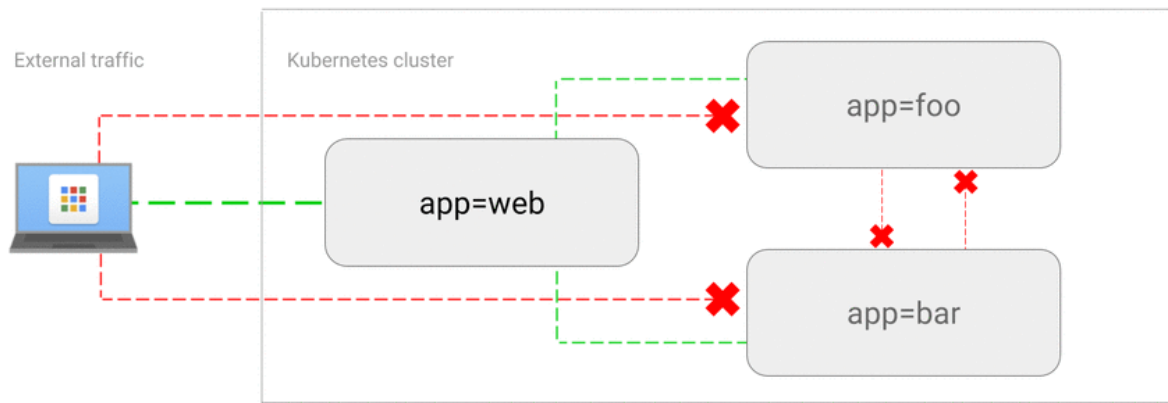 External traffic
Kubernetes cluster
app=foo
app=web
app=bar